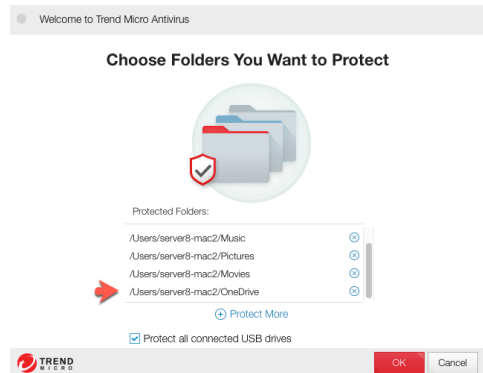 Welcome to Trend Micro Antivirus
Choose Folders You Want to Protect
Protected Folders:
/Users/server8-mac2/Music
/Users/server8-mac2/Pictures
/Users/server8-mac2/Movies
/Users/server8-mac2/OneDrive
Protect More
Protect all connected USB drives
TREND
MICRO
OK
Cancel